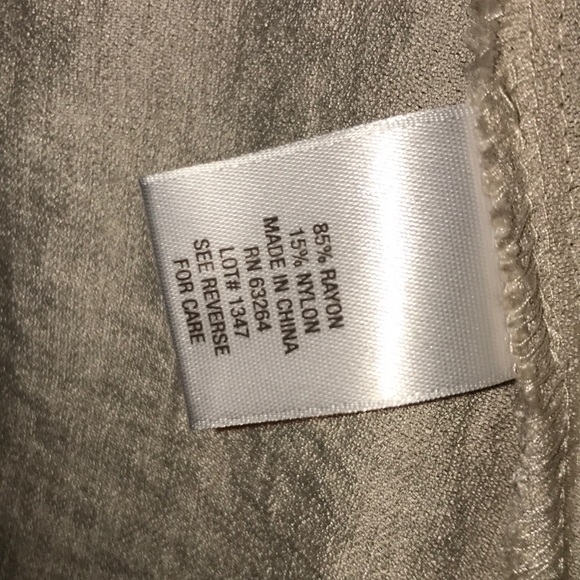 85% RAYON
15% NYLON
MADE IN CHINA
RN 63264
LOT# 1347
SEE REVERSE
FOR CARE